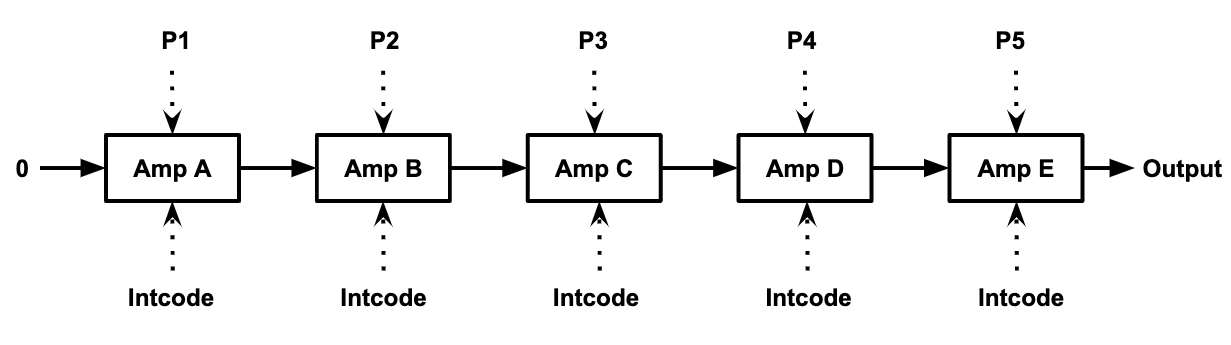 P1 P2 P3 P4 P5
0 Amp A Amp B Amp C Amp D Amp E Output
Intcode Intcode Intcode Intcode Intcode